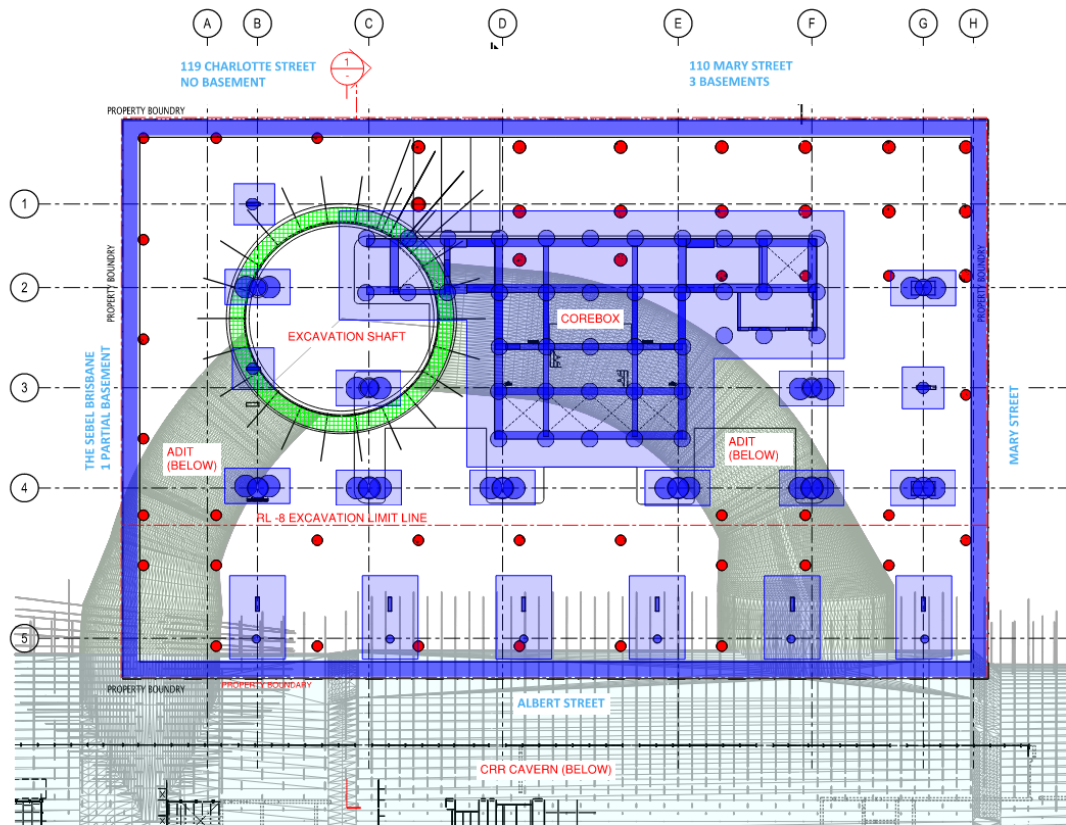 A B C D E F G H
119 CHARLOTTE STREET
NO BASEMENT
1
-
110 MARY STREET
3 BASEMENTS
PROPERTY BOUNDRY
PROPERTY BOUNDRY
1
2
3
4
5
THE SEBEL BRISBANE
1 PARTIAL BASEMENT
EXCAVATION SHAFT
COREBOX
PROPERTY BOUNDRY
MARY STREET
ADIT
(BELOW)
ADIT
(BELOW)
RL -8 EXCAVATION LIMIT LINE
PROPERTY BOUNDRY
PROPERTY BOUNDARY
ALBERT STREET
CRR CAVERN (BELOW)